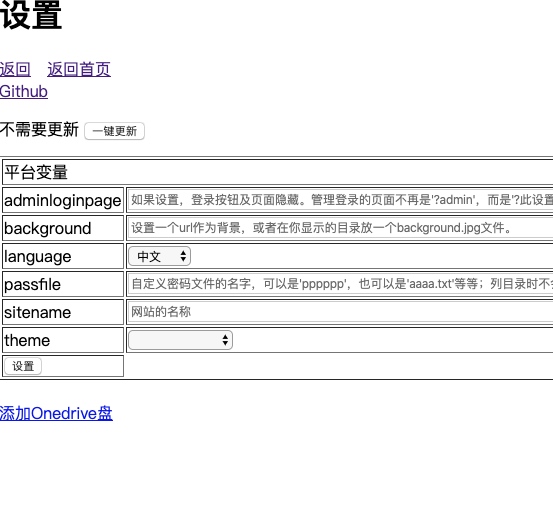 设置
返回 返回首页
Github
不需要更新 一键更新
平台变量
adminloginpage 如果设置，登录按钮及页面隐藏。管理登录的页面不再是'?admin'，而是'?此设置
background 设置一个url作为背景，或者在你显示的目录放一个background.jpg文件。
language 中文
passfile 自定义密码文件的名字，可以是'pppppp'，也可以是'aaaa.txt'等等；列目录时不
sitename 网站的名称
theme
设置
添加Onedrive盘